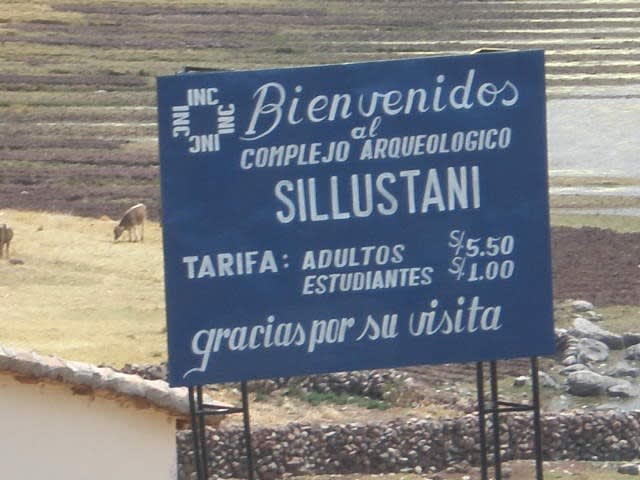 INC
INC
INC
INC
Bienvenidos
al
COMPLEJO ARQUEOLOGICO
SILLUSTANI
TARIFA: ADULTOS S/. 5.50
ESTUDIANTES S/. 1.00
gracias por su visita